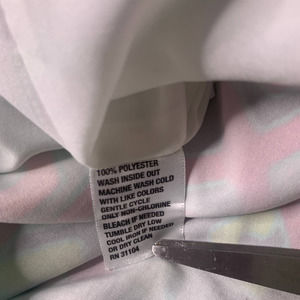 100% POLYESTER
WASH INSIDE OUT
MACHINE WASH COLD
WITH LIKE COLORS
GENTLE CYCLE
ONLY NON-CHLORINE
BLEACH IF NEEDED
TUMBLE DRY LOW
COOL IRON IF NEEDED
OR DRY CLEAN
RN 31104